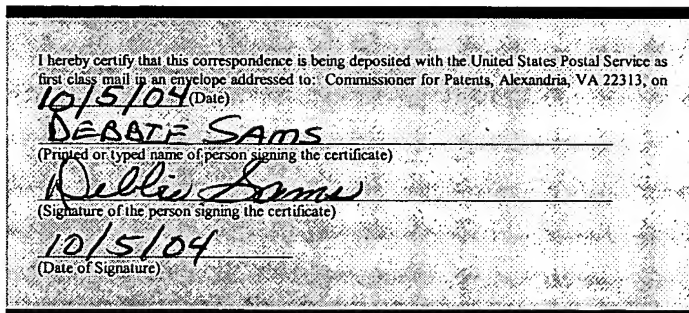 I hereby certify that this correspondence is being deposited with the United States Postal Service as
first class mail in an envelope addressed to: Commissioner for Patents, Alexandria, VA 22313, on
10/5/04 (Date)
DEBBIE SAMS
(Printed or typed name of person signing the certificate)
Debbie Sams
(Signature of the person signing the certificate)
10/5/04
(Date of Signature)